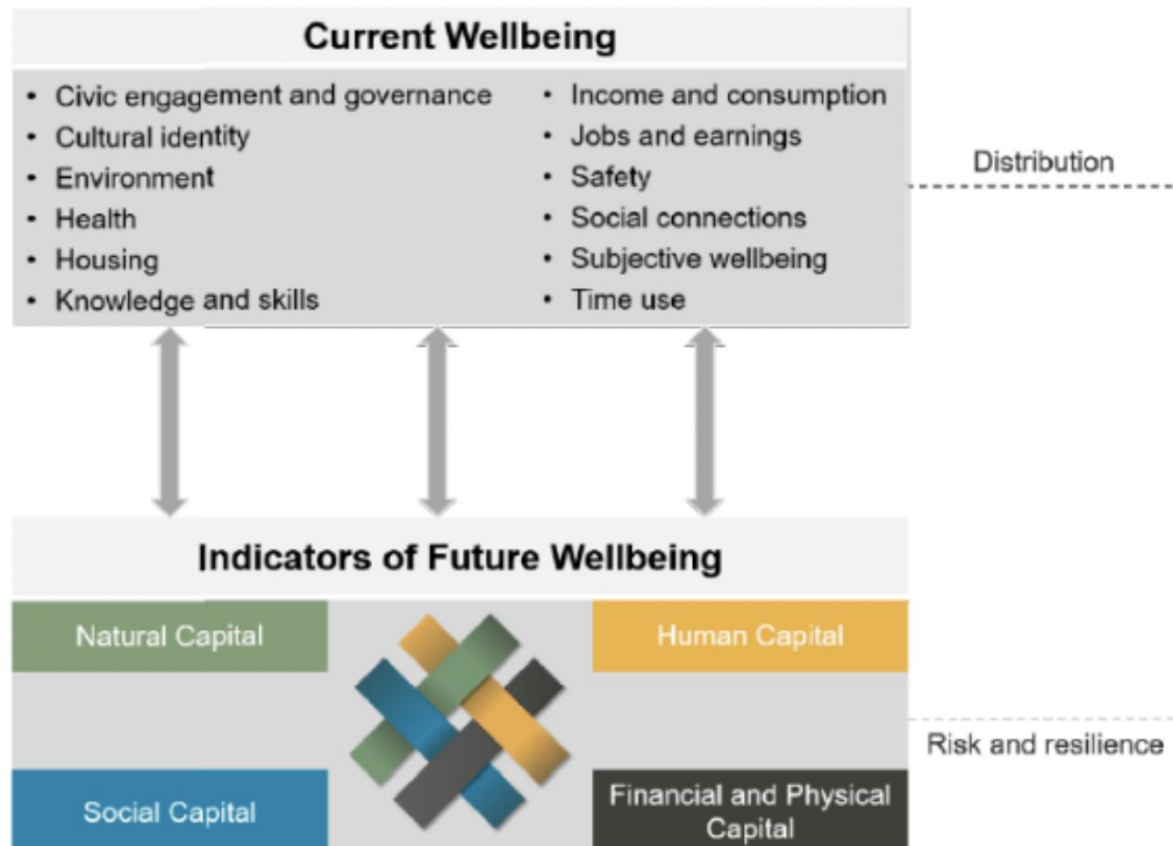 Current Wellbeing
• Civic engagement and governance
• Cultural identity
• Environment
• Health
• Housing
• Knowledge and skills
• Income and consumption
• Jobs and earnings
• Safety
• Social connections
• Subjective wellbeing
• Time use
Distribution
Indicators of Future Wellbeing
Natural Capital
Human Capital
Social Capital
Financial and Physical
Capital
Risk and resilience